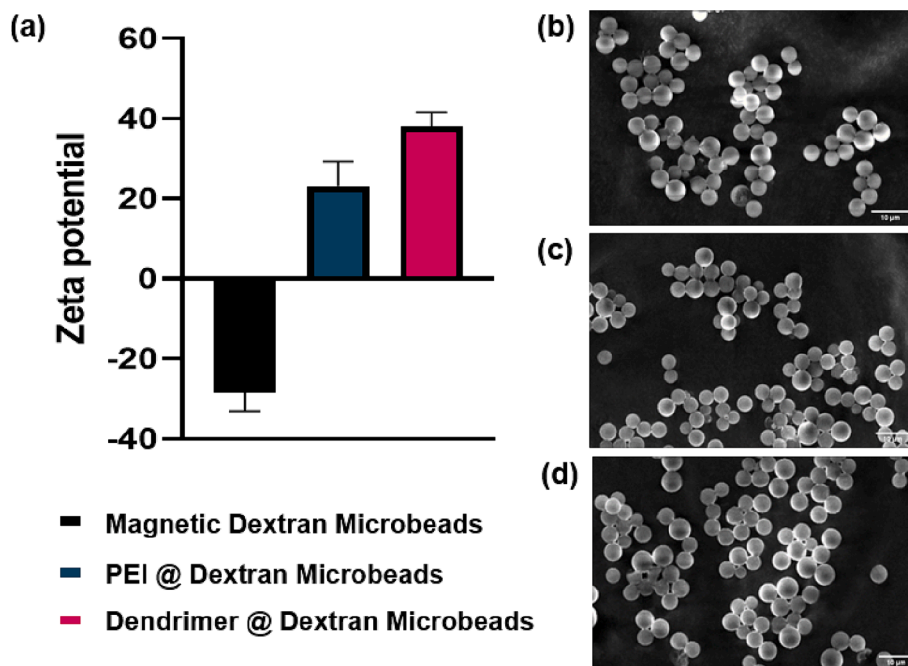 (a)
60
40
20
0
-20
-40
Zeta potential
Magnetic Dextran Microbeads
PEI @ Dextran Microbeads
Dendrimer @ Dextran Microbeads
(b)
10 µm
(c)
(d)
10 µm